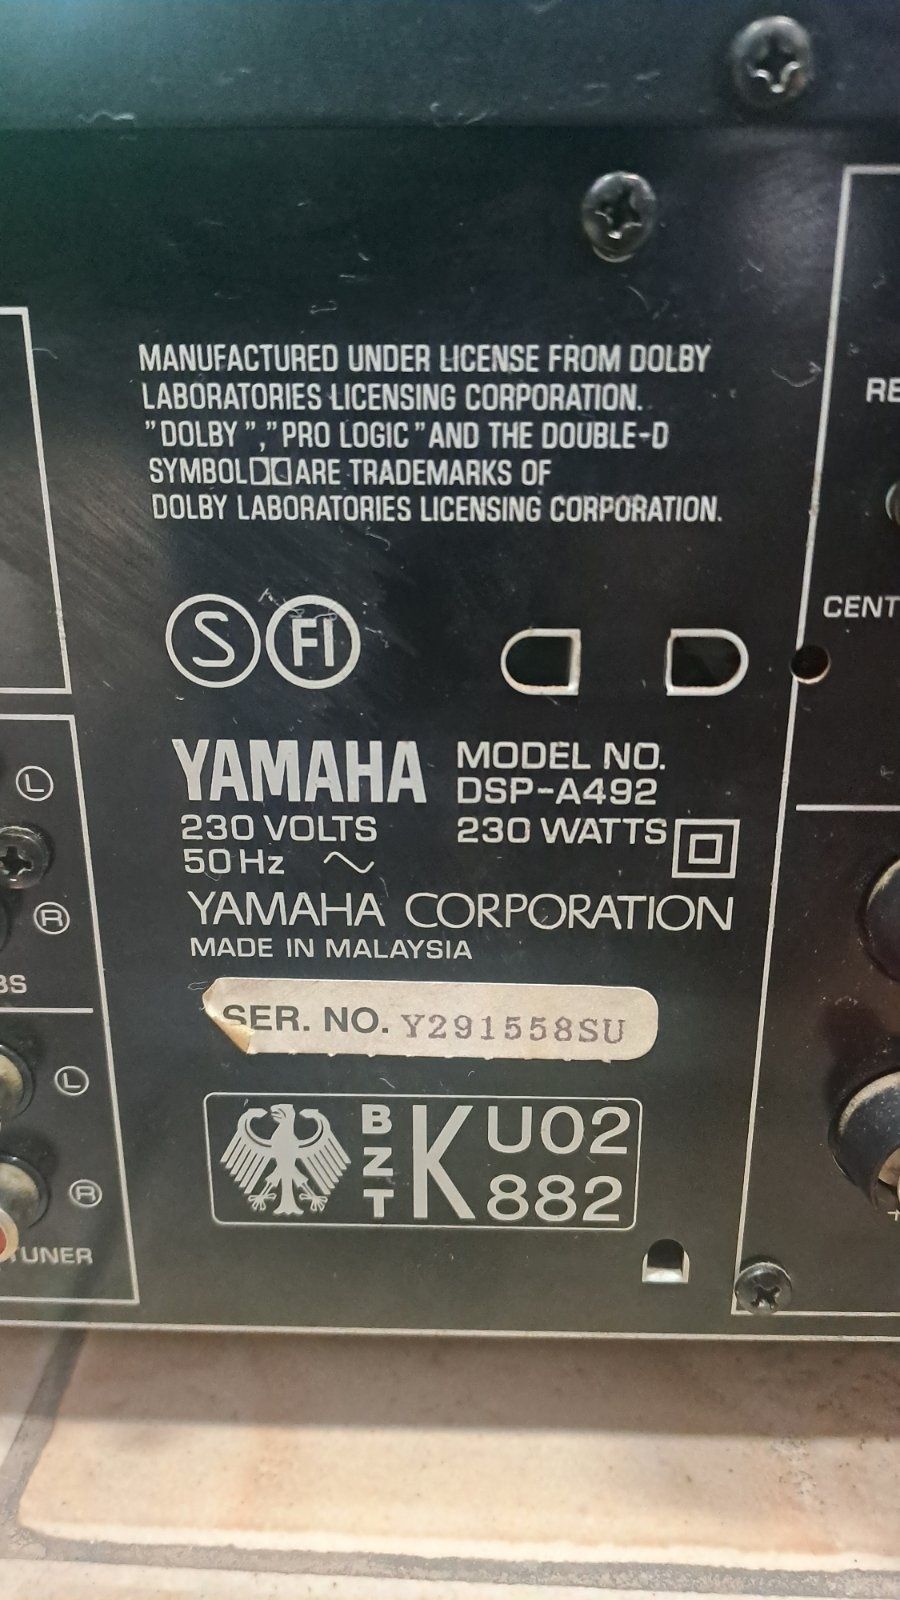 MANUFACTURED UNDER LICENSE FROM DOLBY
LABORATORIES LICENSING CORPORATION.
"DOLBY", "PRO LOGIC" AND THE DOUBLE-D
SYMBOL ARE TRADEMARKS OF
DOLBY LABORATORIES LICENSING CORPORATION.
S FI
CENT
YAMAHA
MODEL NO.
DSP-A492
230 VOLTS
230 WATTS
50 Hz ~
YAMAHA CORPORATION
MADE IN MALAYSIA
SER. NO. Y291558SU
BZT K U02
882
L
R
L
R
TUNER